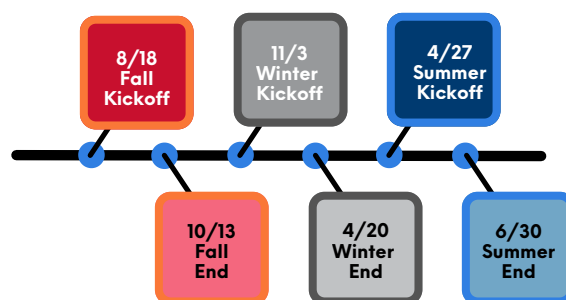 8/18
Fall
Kickoff
11/3
Winter
Kickoff
4/27
Summer
Kickoff
10/13
Fall
End
4/20
Winter
End
6/30
Summer
End